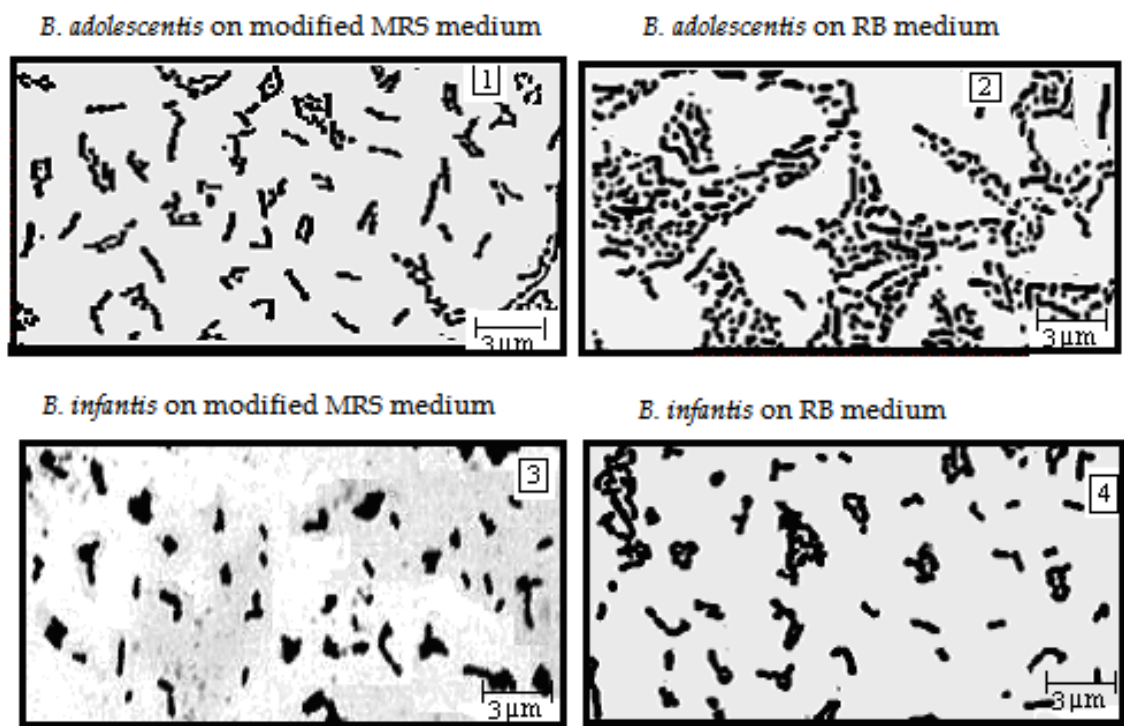 B. adolescentis on modified MRS medium
B. adolescentis on RB medium
1
2
3 µm
3 µm
B. infantis on modified MRS medium
B. infantis on RB medium
3
4
3 µm
3 µm